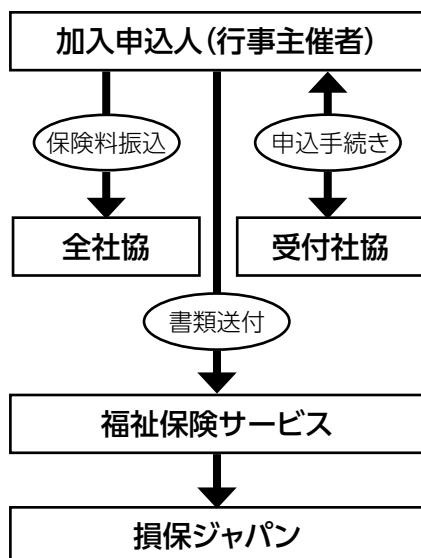 加入申込人(行事主催者)
保険料振込
申込手続き
全社協
受付社協
書類送付
福祉保険サービス
損保ジャパン